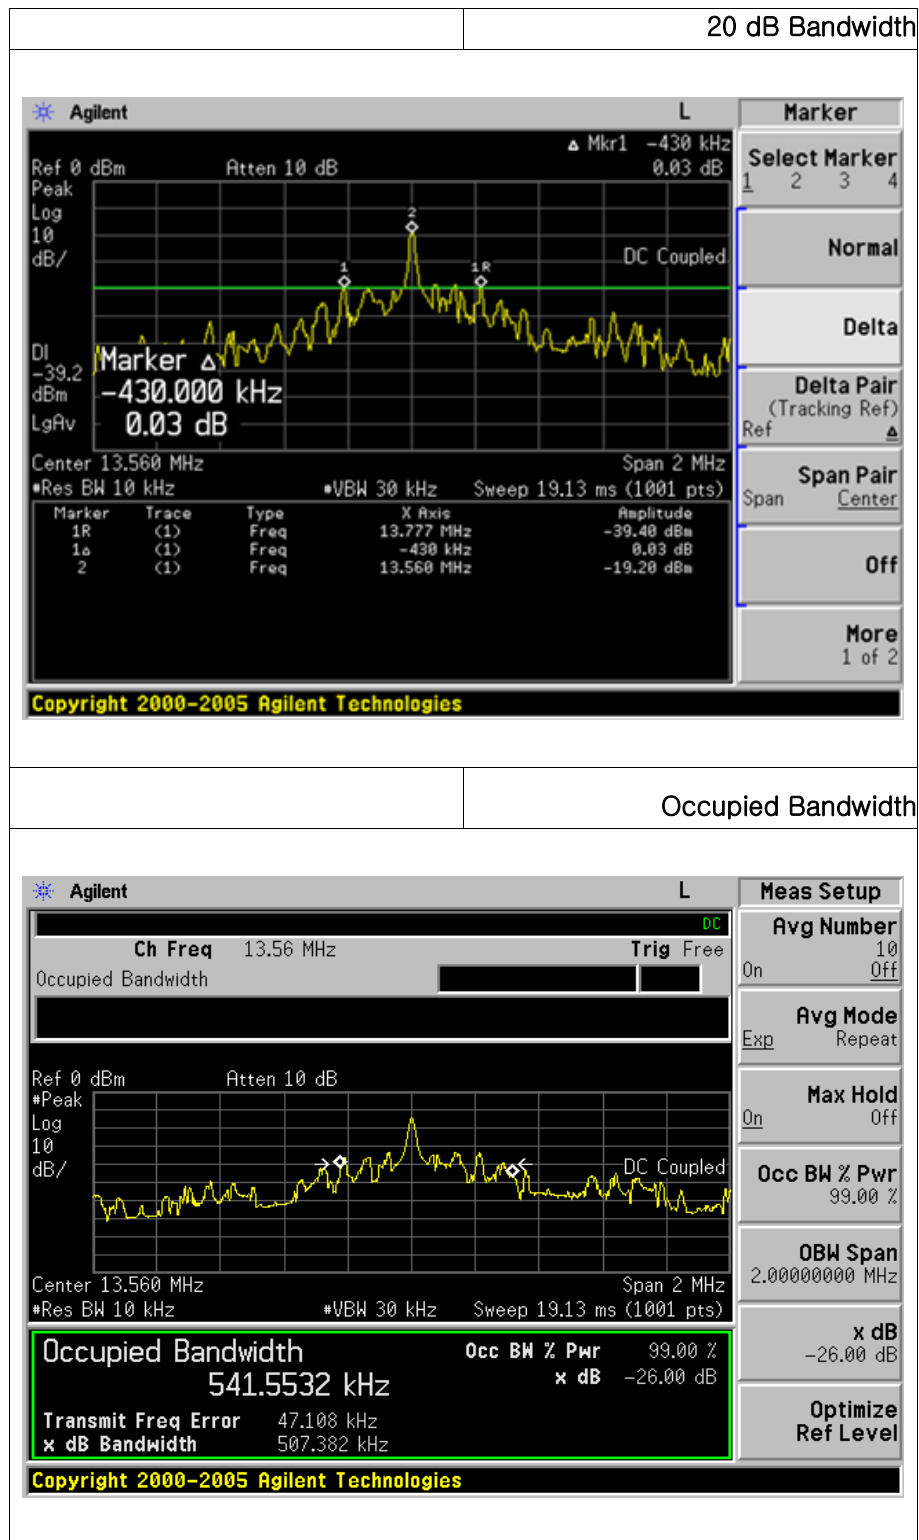 20 dB Bandwidth
Agilent L Marker
Δ Mkr1 -430 kHz
Ref 0 dBm Atten 10 dB 0.03 dB
Select Marker
1 2 3 4
Peak
Log
10
dB/
2
1
1R
DC Coupled
Normal
Delta
DI
-39.2
dBm
LgAv
Marker Δ
-430.000 kHz
0.03 dB
Delta Pair
(Tracking Ref)
Ref Δ
Center 13.560 MHz Span 2 MHz
#Res BW 10 kHz #VBW 30 kHz Sweep 19.13 ms (1001 pts)
Span Pair
Span Center
Marker Trace Type X Axis Amplitude
1R (1) Freq 13.777 MHz -39.40 dBm
1Δ (1) Freq -430 kHz 0.03 dB
2 (1) Freq 13.560 MHz -19.20 dBm
Off
More
1 of 2
Copyright 2000-2005 Agilent Technologies
Occupied Bandwidth
Agilent L Meas Setup
DC
Ch Freq 13.56 MHz Trig Free
Occupied Bandwidth
Avg Number
10
On Off
Avg Mode
Exp Repeat
Ref 0 dBm Atten 10 dB
#Peak
Log
10
dB/
DC Coupled
Max Hold
On Off
Occ BW % Pwr
99.00 %
Center 13.560 MHz Span 2 MHz
#Res BW 10 kHz #VBW 30 kHz Sweep 19.13 ms (1001 pts)
OBW Span
2.00000000 MHz
Occupied Bandwidth Occ BW % Pwr 99.00 %
541.5532 kHz x dB -26.00 dB
Transmit Freq Error 47.108 kHz
x dB Bandwidth 507.382 kHz
x dB
-26.00 dB
Optimize
Ref Level
Copyright 2000-2005 Agilent Technologies